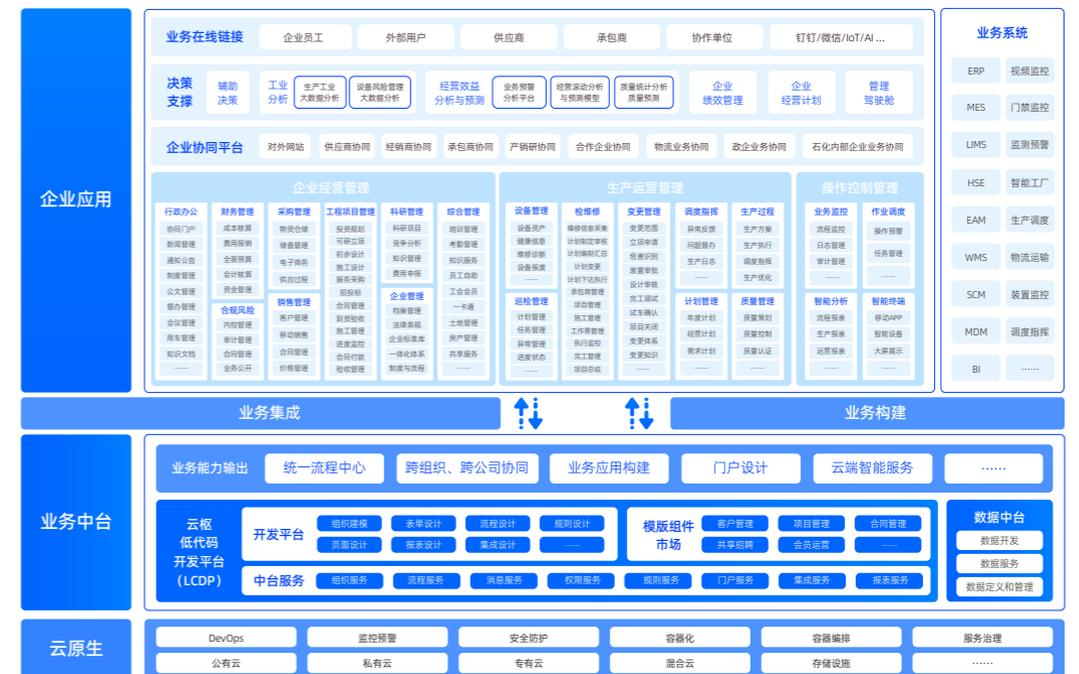 企业应用
业务在线链接 企业员工 外部用户 供应商 承包商 协作单位 钉钉/微信/IoT/AI ...
决策支撑
辅助决策
工业分析
生产工业大数据分析
设备风险管理大数据分析
经营效益分析与预测
业务预警分析平台
经营滚动分析与预测模型
质量统计分析质量预测
企业绩效管理
企业经营计划
管理驾驶舱
企业协同平台 对外网站 供应商协同 经销商协同 承包商协同 产销研协同 合作企业协同 物流业务协同 政企业务协同 石化内部企业业务协同
企业经营管理
行政办公
协同门户
新闻管理
通知公告
制度管理
公文管理
督办管理
会议管理
用车管理
知识文档
......
财务管理
成本核算
费用报销
全面预算
会计核算
资金管理
合规风险
内控管理
审计管理
合同管理
业务公开
采购管理
物资仓储
储备管理
电子商务
供应过程
销售管理
客户管理
移动销售
合同管理
价格管理
工程项目管理
投资规划
可研立项
初步设计
施工设计
服务采购
招投标
合同管理
到货验收
施工管理
进度监控
合同付款
验收管理
科研管理
科研项目
竞争分析
知识管理
费用申报
企业管理
档案管理
法律条规
企业标准库
一体化体系
制度与流程
综合管理
培训管理
考勤管理
知识服务
员工自助
工会会员
一卡通
土地管理
房产管理
共享服务
......
生产运营管理
设备管理
设备资产
健康信息
维修诊断
设备报废
......
巡检管理
计划管理
任务管理
异常管理
进度状态
......
检维修
维修信息采集
计划制定审核
计划编制汇总
计划变更
计划下达执行
承包商管理
项目管理
施工管理
工作票管理
执行监控
完工管理
项目总结
变更管理
变更范围
立项申请
危害识别
放置审批
设计审核
完工调试
试车确认
项目关闭
变更体系
变更知识
......
调度指挥
异常反馈
问题督办
生产日志
......
计划管理
年度计划
经营计划
需求计划
......
生产过程
生产方案
生产执行
调度指挥
生产优化
质量管理
质量策划
质量控制
质量认证
......
操作控制管理
业务监控
流程监控
日志管理
审计管理
......
智能分析
流程报表
生产报表
运营报表
......
作业调度
操作预警
任务管理
......
智能终端
移动APP
智能设备
大屏展示
......
业务系统
ERP 视频监控
MES 门禁监控
LIMS 监测预警
HSE 智能工厂
EAM 生产调度
WMS 物流运输
SCM 装置监控
MDM 调度指挥
BI ......
业务集成
业务构建
业务中台
业务能力输出 统一流程中心 跨组织、跨公司协同 业务应用构建 门户设计 云端智能服务 ......
云枢
低代码
开发平台
（LCDP）
开发平台
组织建模 表单设计 流程设计 规则设计
页面设计 报表设计 集成设计 ......
模版组件
市场
客户管理 项目管理 合同管理
共享招聘 会员运营 ......
中台服务 组织服务 流程服务 消息服务 权限服务 规则服务 门户服务 集成服务 报表服务
数据中台
数据开发
数据服务
数据定义和管理
云原生
DevOps 监控预警 安全防护 容器化 容器编排 服务治理
公有云 私有云 专有云 混合云 存储设施 ......